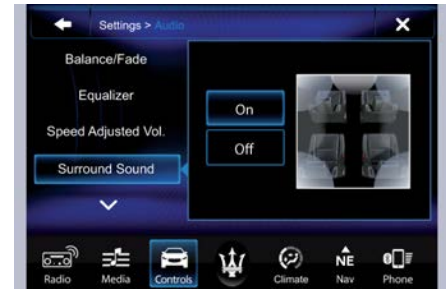 Settings > Audio
Balance/Fade
Equalizer
Speed Adjusted Vol.
Surround Sound
On
Off
Radio
Media
Controls
Climate
NE
Nav
Phone